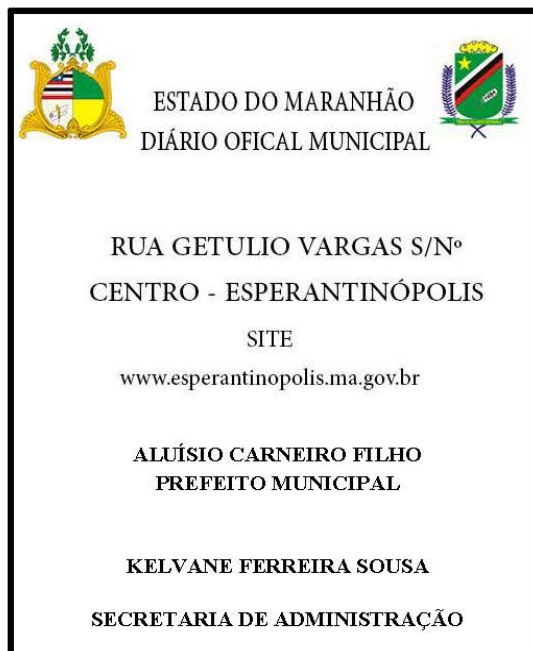 ESTADO DO MARANHÃO
DIÁRIO OFICAL MUNICIPAL
RUA GETULIO VARGAS S/Nº
CENTRO - ESPERANTINÓPOLIS
SITE
www.esperantinopolis.ma.gov.br
ALUÍSIO CARNEIRO FILHO
PREFEITO MUNICIPAL
KELVANE FERREIRA SOUSA
SECRETARIA DE ADMINISTRAÇÃO